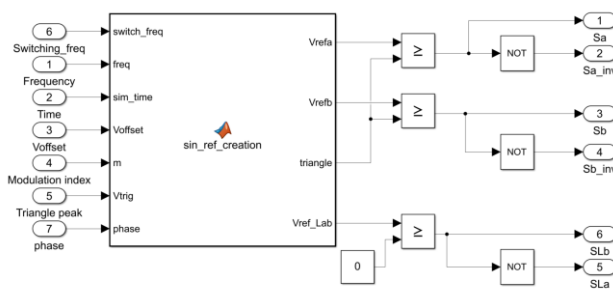 6
Switching_freq
1
Frequency
2
Time
3
Voffset
4
Modulation index
5
Triangle peak
7
phase
switch_freq
freq
sim_time
Voffset
m
Vtrig
phase
sin_ref_creation
Vrefa
Vrefb
triangle
Vref_Lab
0
≥
≥
≥
NOT
NOT
NOT
1
Sa
2
Sa_inv
3
Sb
4
Sb_inv
6
SLb
5
SLa